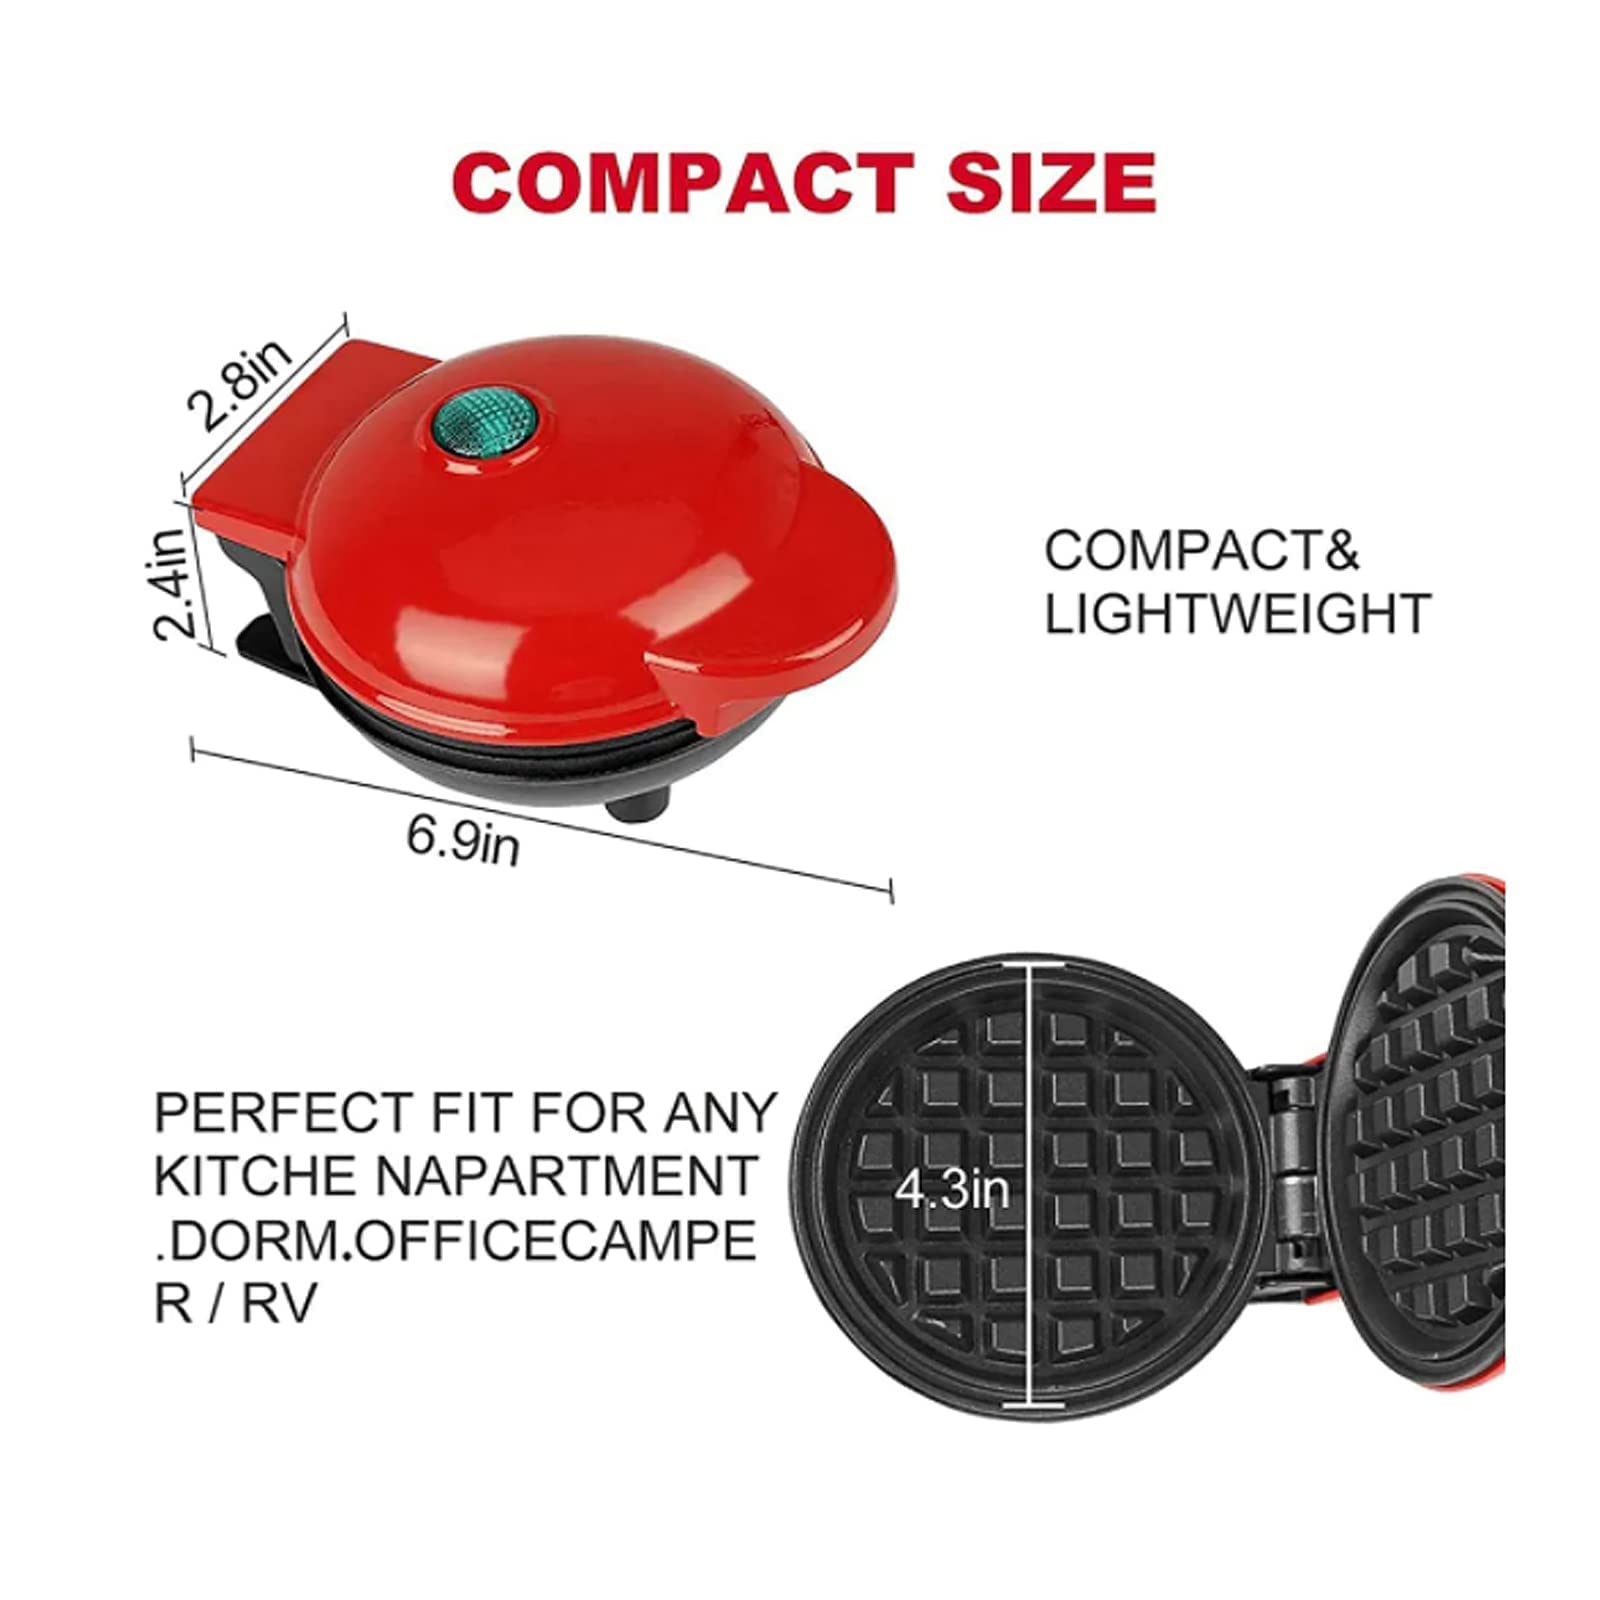 COMPACT SIZE
2.8in
2.4in
6.9in
COMPACT&
LIGHTWEIGHT
4.3in
PERFECT FIT FOR ANY
KITCHE NAPARTMENT
.DORM.OFFICECAMPE
R / RV